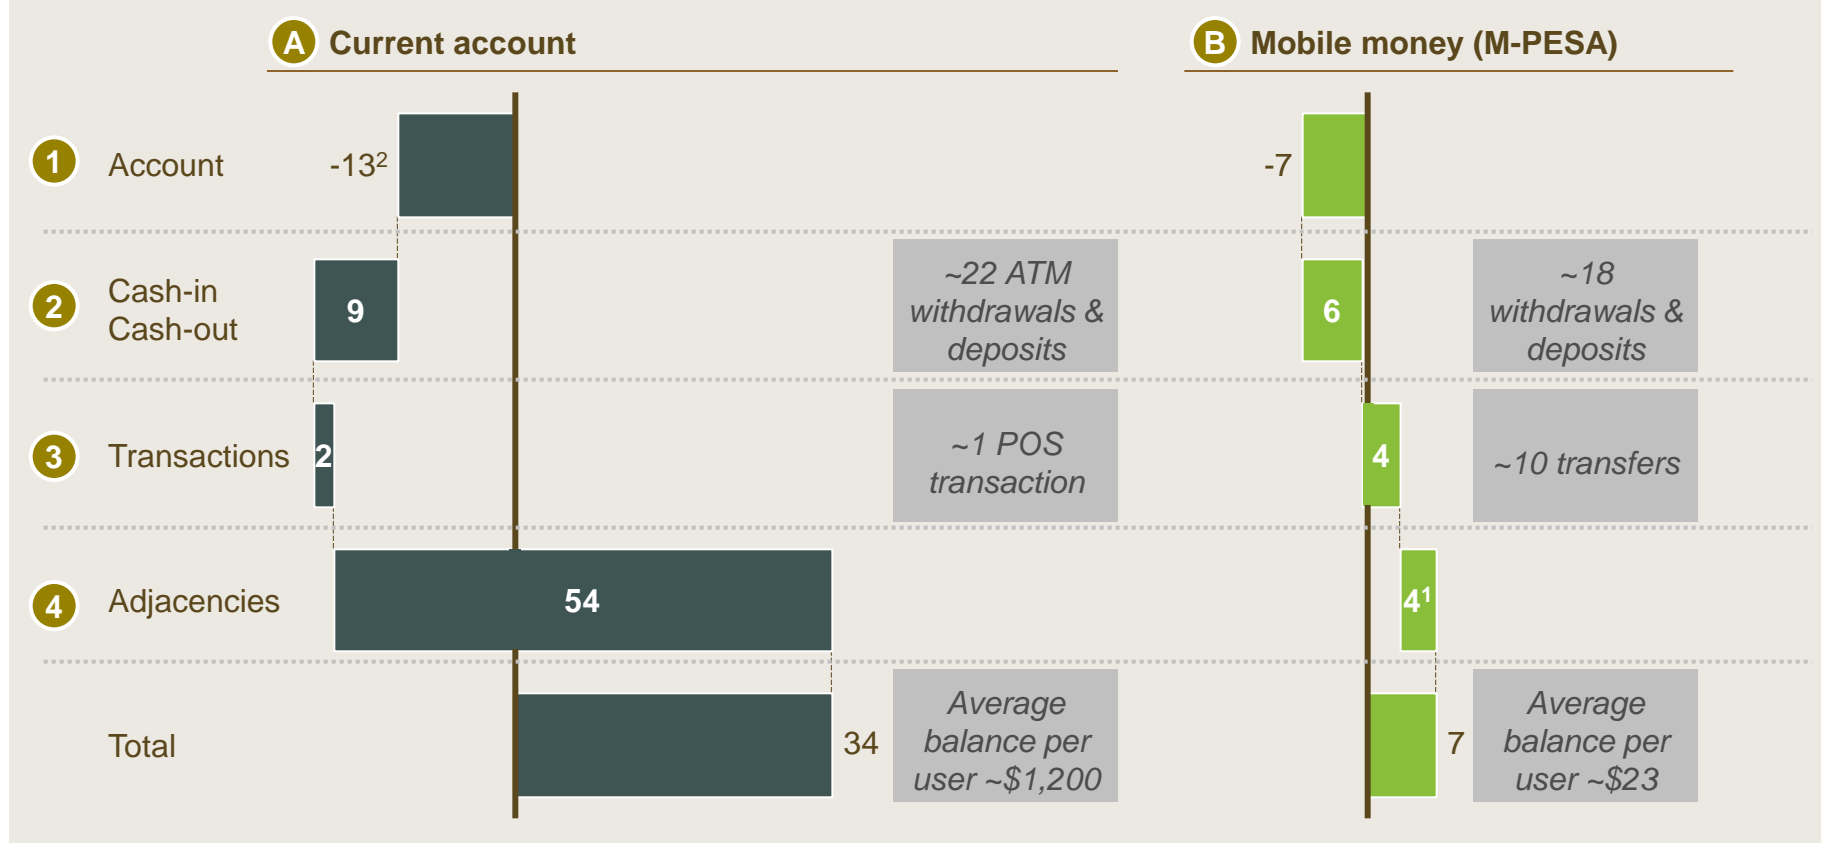 A Current account
B Mobile money (M-PESA)
1 Account -13² -7
2 Cash-in
Cash-out
9
~22 ATM
withdrawals &
deposits
6
~18
withdrawals &
deposits
3 Transactions 2
~1 POS
transaction
4
~10 transfers
4 Adjacencies 54 4¹
Total 34
Average
balance per
user ~$1,200
7
Average
balance per
user ~$23